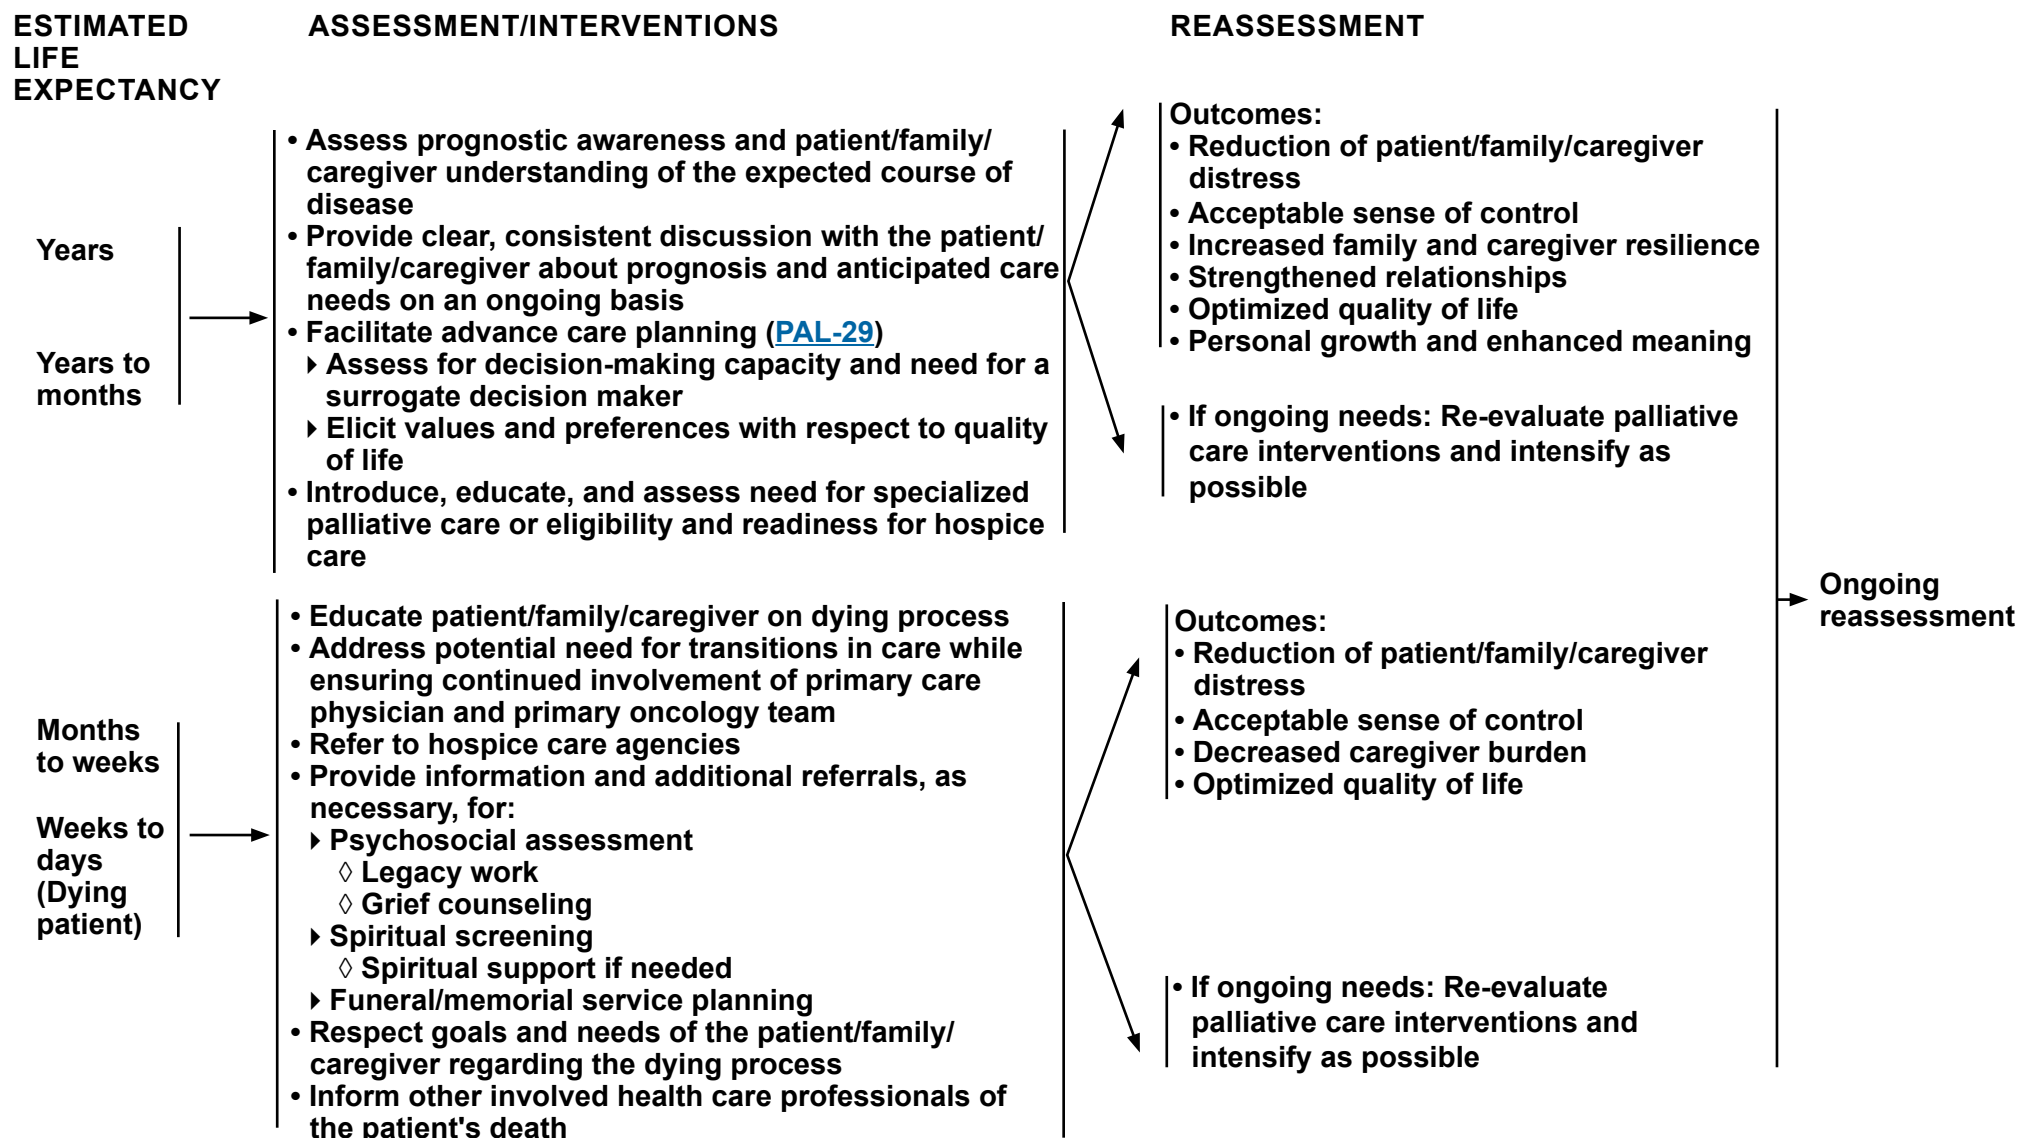 ESTIMATED
LIFE
EXPECTANCY
ASSESSMENT/INTERVENTIONS
REASSESSMENT
Years
Years to
months
• Assess prognostic awareness and patient/family/
caregiver understanding of the expected course of
disease
• Provide clear, consistent discussion with the patient/
family/caregiver about prognosis and anticipated care
needs on an ongoing basis
• Facilitate advance care planning (PAL-29)
▸ Assess for decision-making capacity and need for a
surrogate decision maker
▸ Elicit values and preferences with respect to quality
of life
• Introduce, educate, and assess need for specialized
palliative care or eligibility and readiness for hospice
care
Outcomes:
• Reduction of patient/family/caregiver
distress
• Acceptable sense of control
• Increased family and caregiver resilience
• Strengthened relationships
• Optimized quality of life
• Personal growth and enhanced meaning
• If ongoing needs: Re-evaluate palliative
care interventions and intensify as
possible
Months
to weeks
Weeks to
days
(Dying
patient)
• Educate patient/family/caregiver on dying process
• Address potential need for transitions in care while
ensuring continued involvement of primary care
physician and primary oncology team
• Refer to hospice care agencies
• Provide information and additional referrals, as
necessary, for:
▸ Psychosocial assessment
◊ Legacy work
◊ Grief counseling
▸ Spiritual screening
◊ Spiritual support if needed
▸ Funeral/memorial service planning
• Respect goals and needs of the patient/family/
caregiver regarding the dying process
• Inform other involved health care professionals of
the patient's death
Outcomes:
• Reduction of patient/family/caregiver
distress
• Acceptable sense of control
• Decreased caregiver burden
• Optimized quality of life
• If ongoing needs: Re-evaluate
palliative care interventions and
intensify as possible
Ongoing
reassessment